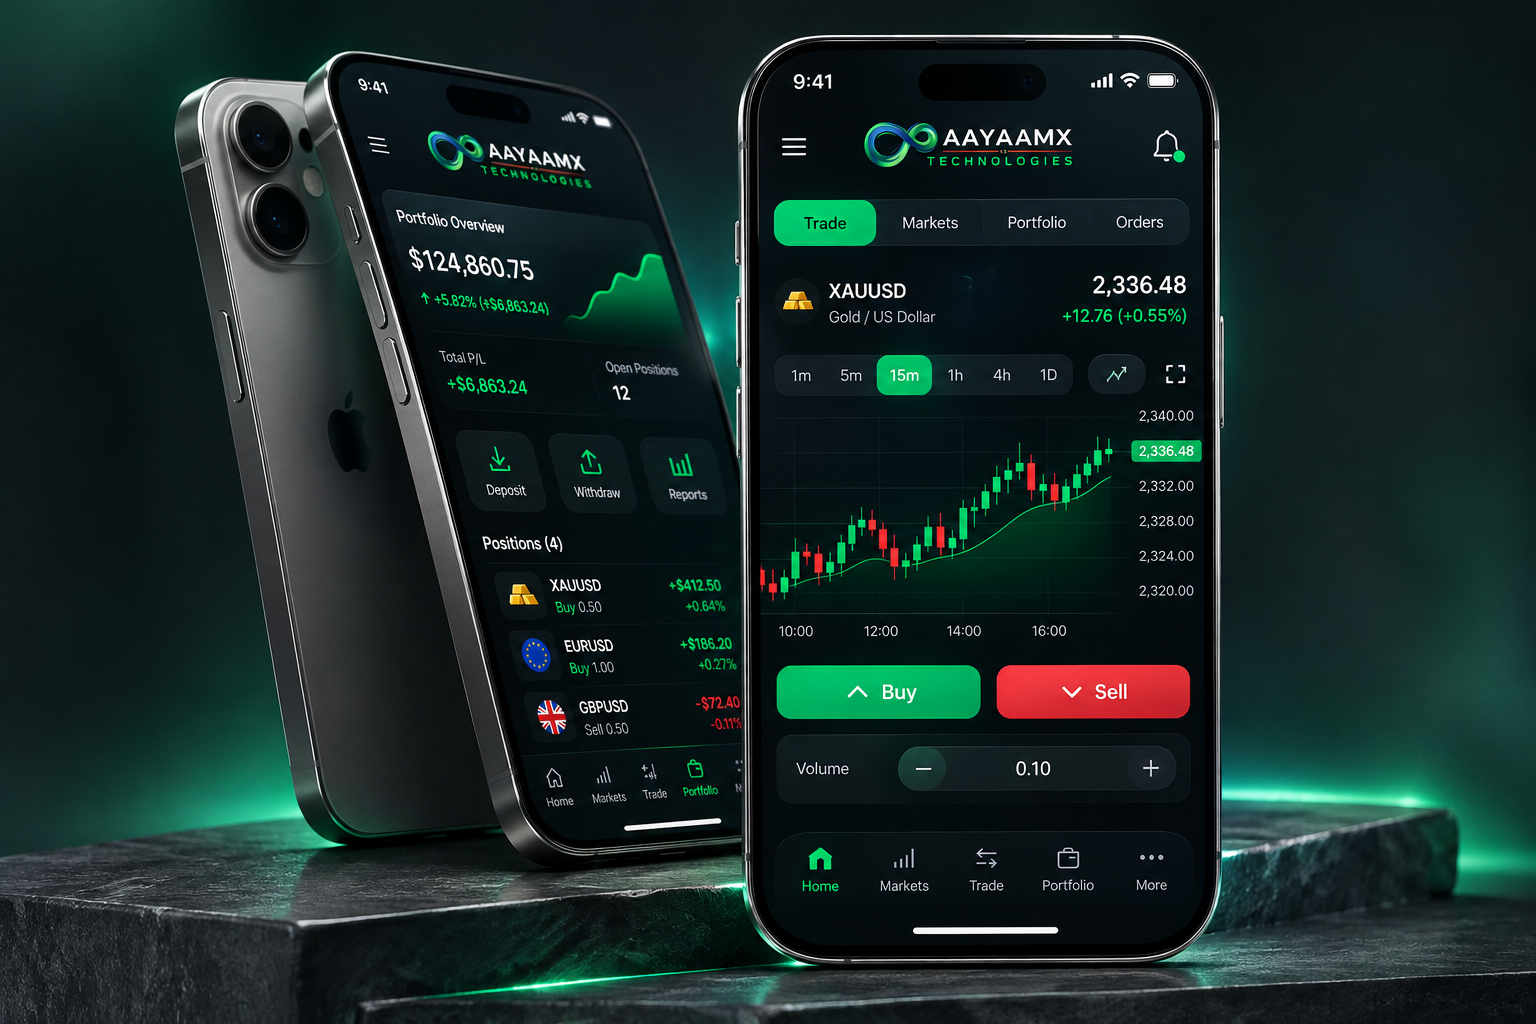 9:41
AAYAAMX
TECHNOLOGIES
Portfolio Overview
$124,860.75
+5.82% (+$6,863.24)
Total P/L
+$6,863.24
Open Positions
12
Deposit
Withdraw
Reports
Positions (4)
XAUUSD
Buy 0.50
+$412.50
+0.64%
EURUSD
Buy 1.00
+$186.20
+0.27%
GBPUSD
Sell 0.50
-$72.40
-0.11%
Home
Markets
Trade
Portfolio
9:41
AAYAAMX
TECHNOLOGIES
Trade
Markets
Portfolio
Orders
XAUUSD
Gold / US Dollar
2,336.48
+12.76 (+0.55%)
1m
5m
15m
1h
4h
1D
2,340.00
2,336.48
2,332.00
2,328.00
2,324.00
2,320.00
10:00
12:00
14:00
16:00
Buy
Sell
Volume
0.10
Home
Markets
Trade
Portfolio
More